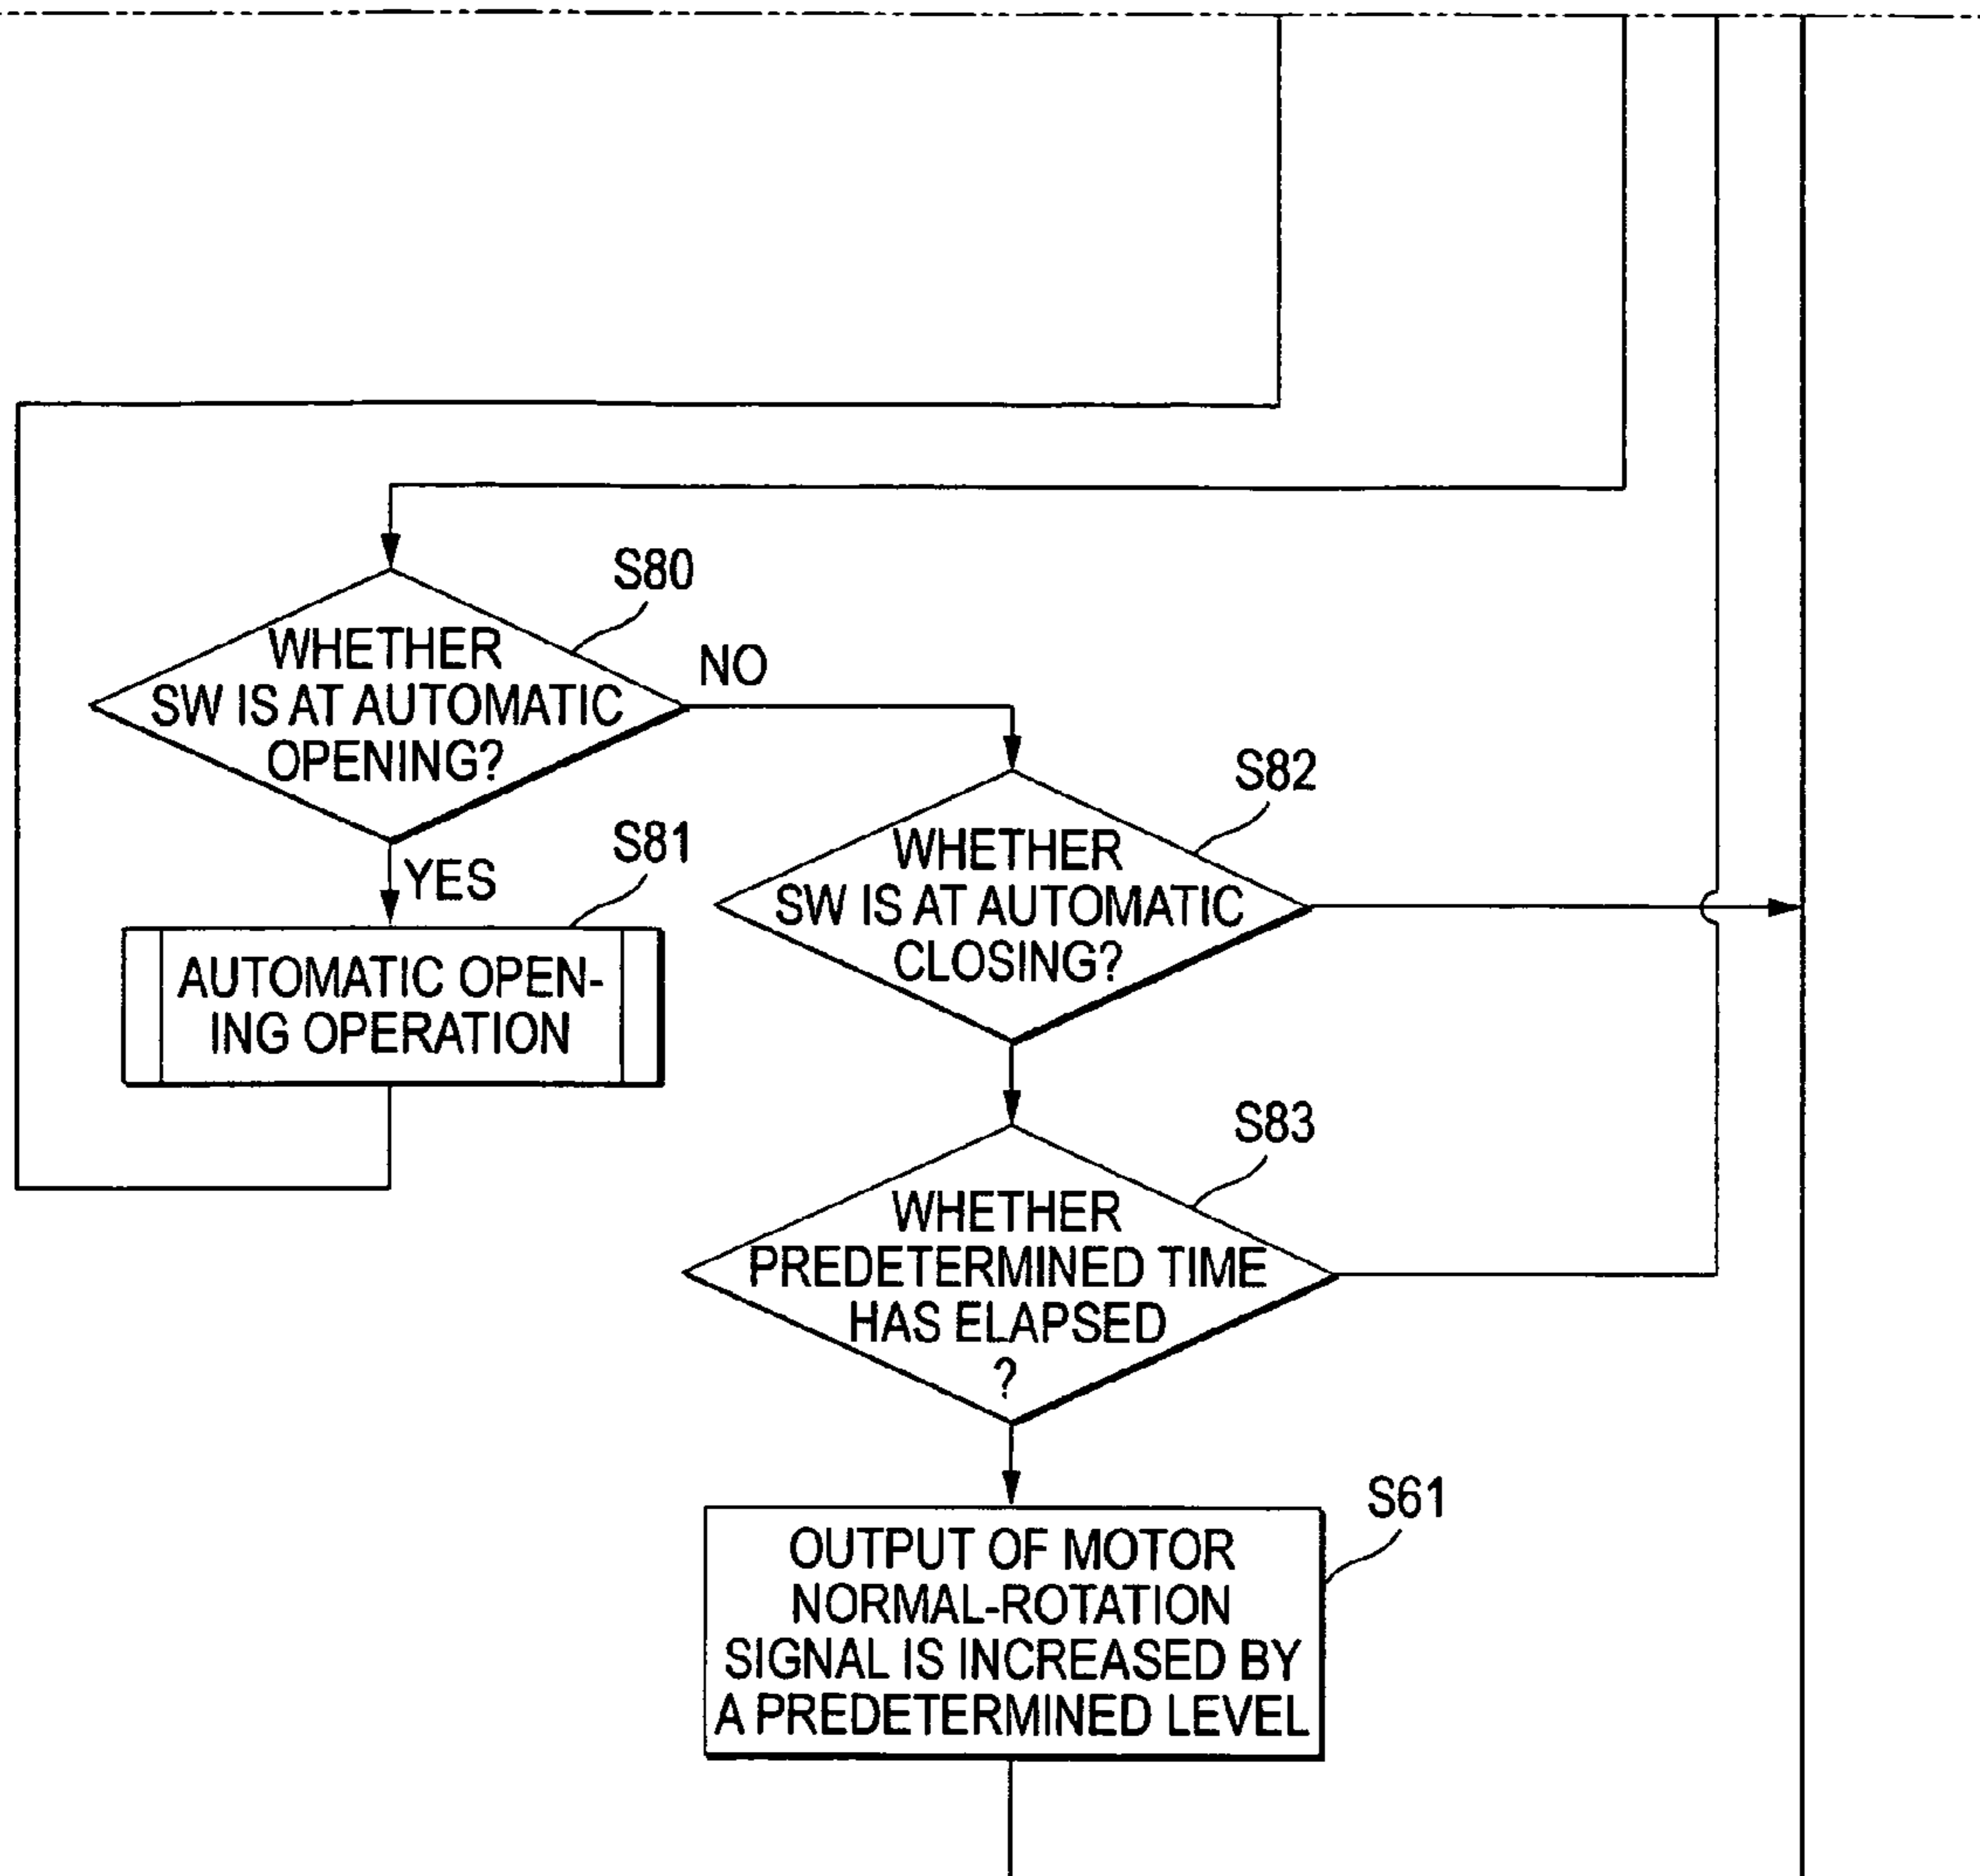 S80
WHETHER
SW IS AT AUTOMATIC
OPENING?
NO
YES
S81
AUTOMATIC OPEN-
ING OPERATION
S82
WHETHER
SW IS AT AUTOMATIC
CLOSING?
S83
WHETHER
PREDETERMINED TIME
HAS ELAPSED
?
S61
OUTPUT OF MOTOR
NORMAL-ROTATION
SIGNAL IS INCREASED BY
A PREDETERMINED LEVEL